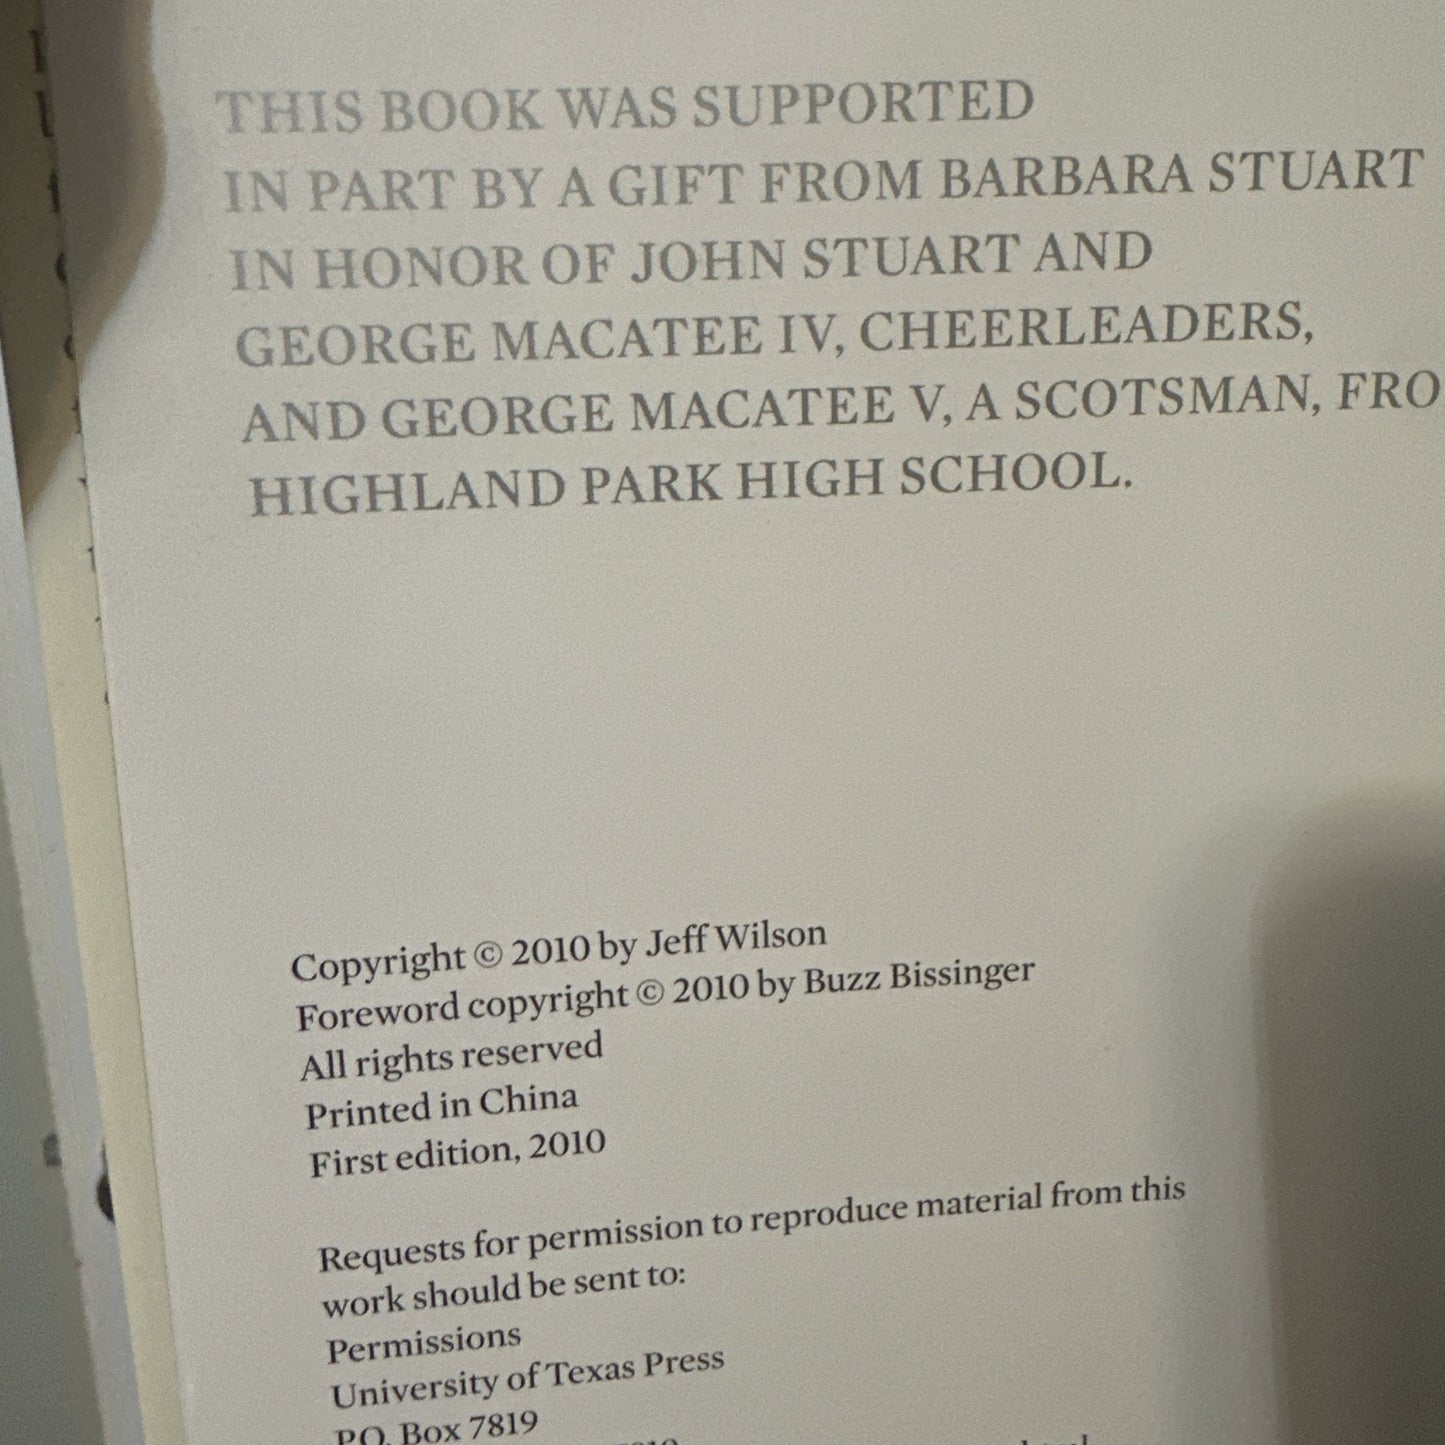 THIS BOOK WAS SUPPORTED
IN PART BY A GIFT FROM BARBARA STUART
IN HONOR OF JOHN STUART AND
GEORGE MACATEE IV, CHEERLEADERS,
AND GEORGE MACATEE V, A SCOTSMAN, FRO
HIGHLAND PARK HIGH SCHOOL.
Copyright © 2010 by Jeff Wilson
Foreword copyright © 2010 by Buzz Bissinger
All rights reserved
Printed in China
First edition, 2010
Requests for permission to reproduce material from this
work should be sent to:
Permissions
University of Texas Press
P.O. Box 7819